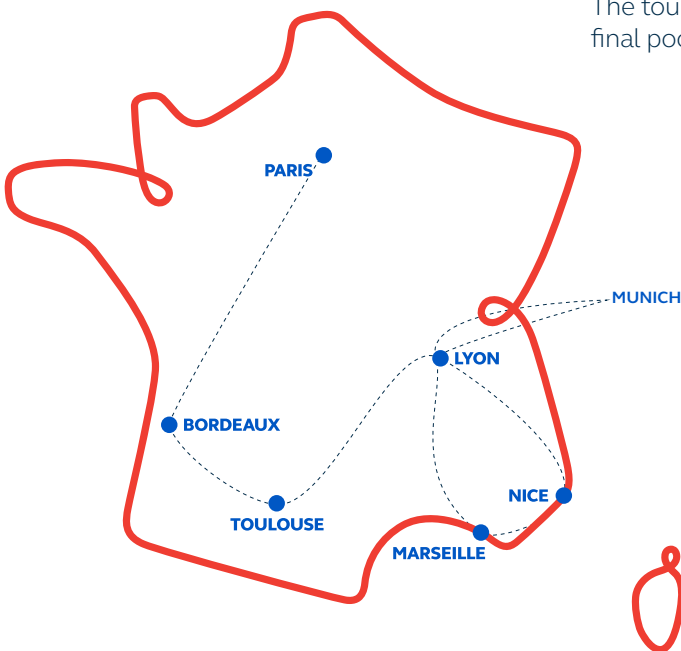 The
final
PARIS
MUNICH
LYON
BORDEAUX
NICE
TOULOUSE
MARSEILLE